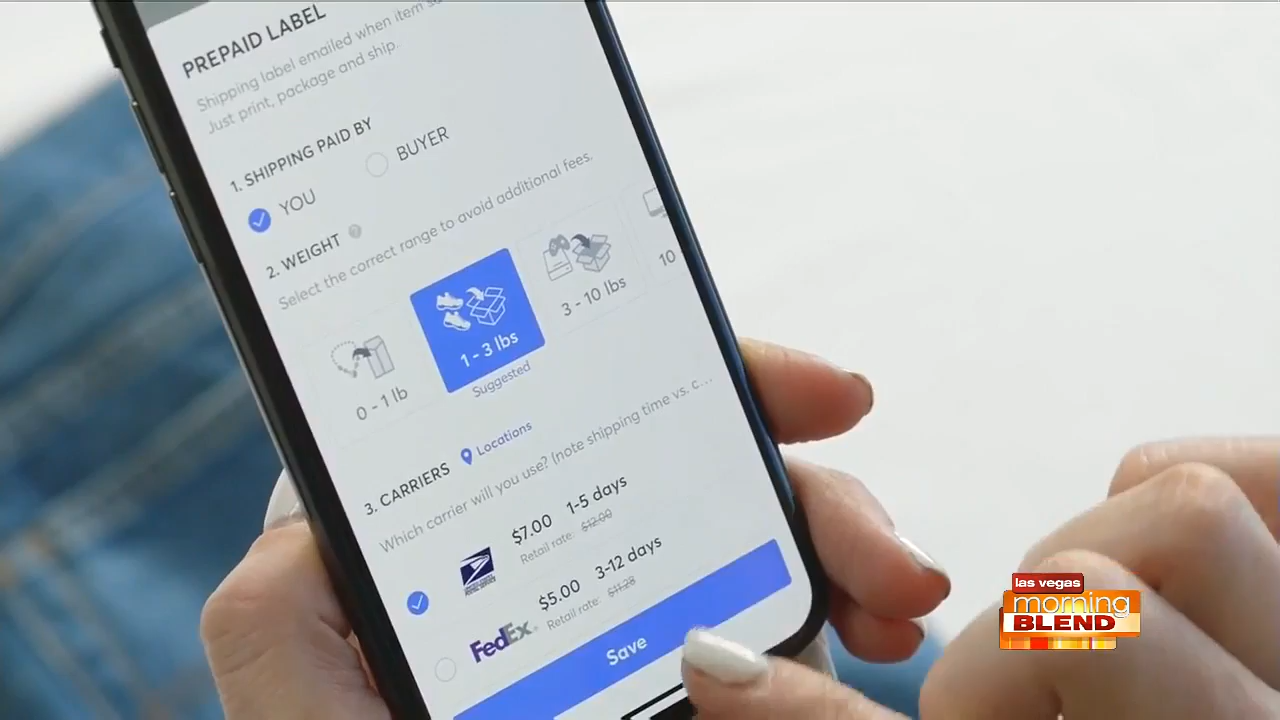 PREPAID LABEL
Shipping label emailed when item
Just print, package and ship.
1. SHIPPING PAID BY
YOU
BUYER
2. WEIGHT ?
Select the correct range to avoid additional fees.
0 - 1 lb
1 - 3 lbs
3 - 10 lbs
10
Suggested
3. CARRIERS
Locations
Which carrier will you use? (note shipping time vs. c...
$7.00 1-5 days
Retail rate: $12.00
FedEx
$5.00 3-12 days
Retail rate: $11.28
Save
las vegas
morning
BLEND